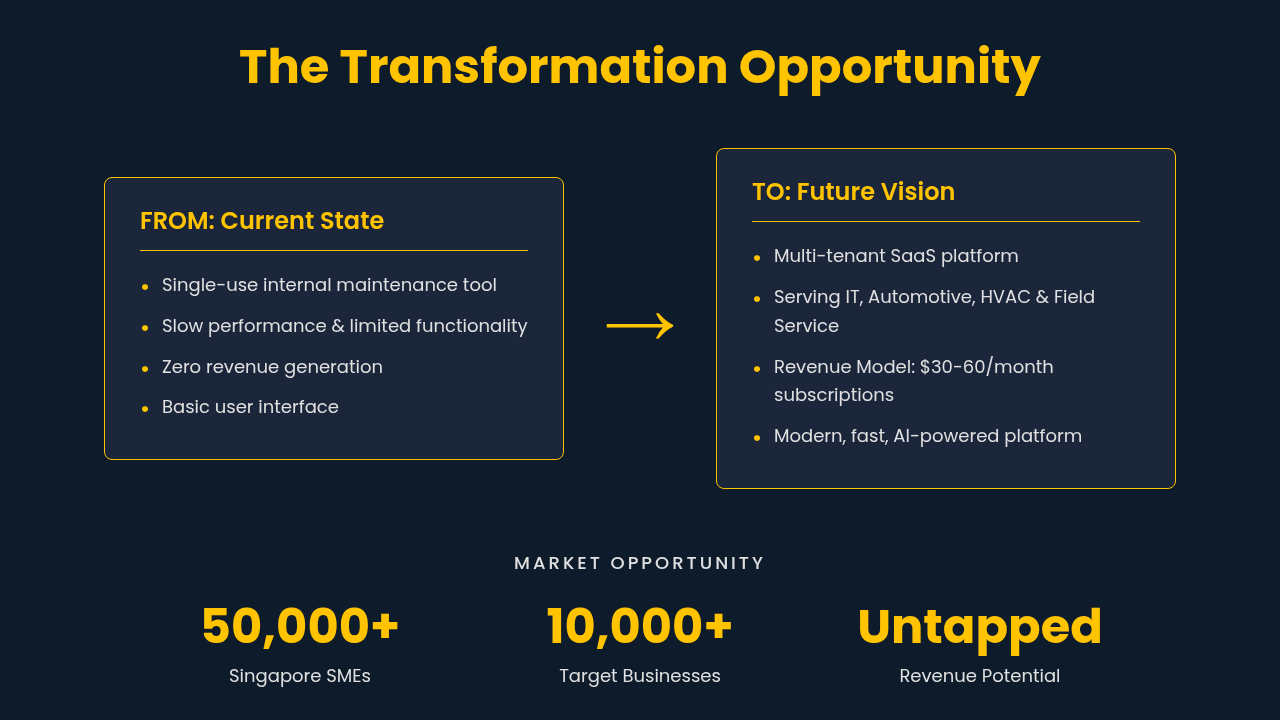 The Transformation Opportunity
FROM: Current State
• Single-use internal maintenance tool
• Slow performance & limited functionality
• Zero revenue generation
• Basic user interface
→
TO: Future Vision
• Multi-tenant SaaS platform
• Serving IT, Automotive, HVAC & Field
Service
• Revenue Model: $30-60/month
subscriptions
• Modern, fast, AI-powered platform
MARKET OPPORTUNITY
50,000+
Singapore SMEs
10,000+
Target Businesses
Untapped
Revenue Potential